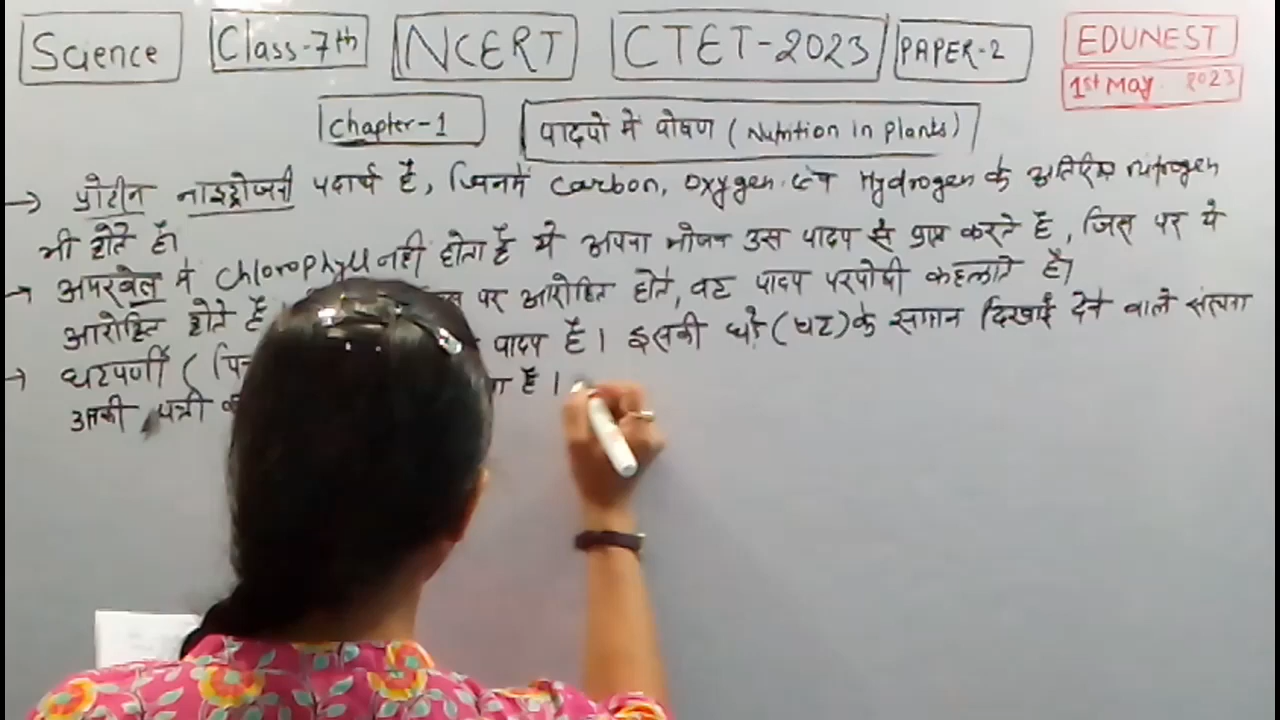 Science Class-7th NCERT CTET-2023 PAPER-2 EDUNEST
1st May 2023
Chapter-1 पादपो में पोषण (Nutrition in Plants)
→ प्रोटीन नाइट्रोजनी पदार्थ है, जिनमें Carbon, Oxygen एवं Hydrogen के अतिरिक्त nitrogen
भी होते है।
→ अमरबेल में Chlorophyll नही होता है ये अपना भोजन उस पादप से प्राप्त करते है, जिस पर ये
आरोहित होते है। पर आरोहित होते, वह पादप परपोषी कहलाते है।
→ घटपर्णी ( पादप है। इसकी घड़े (घट) के समान दिखाई देने वाले संरचना
उसकी पत्ती है।